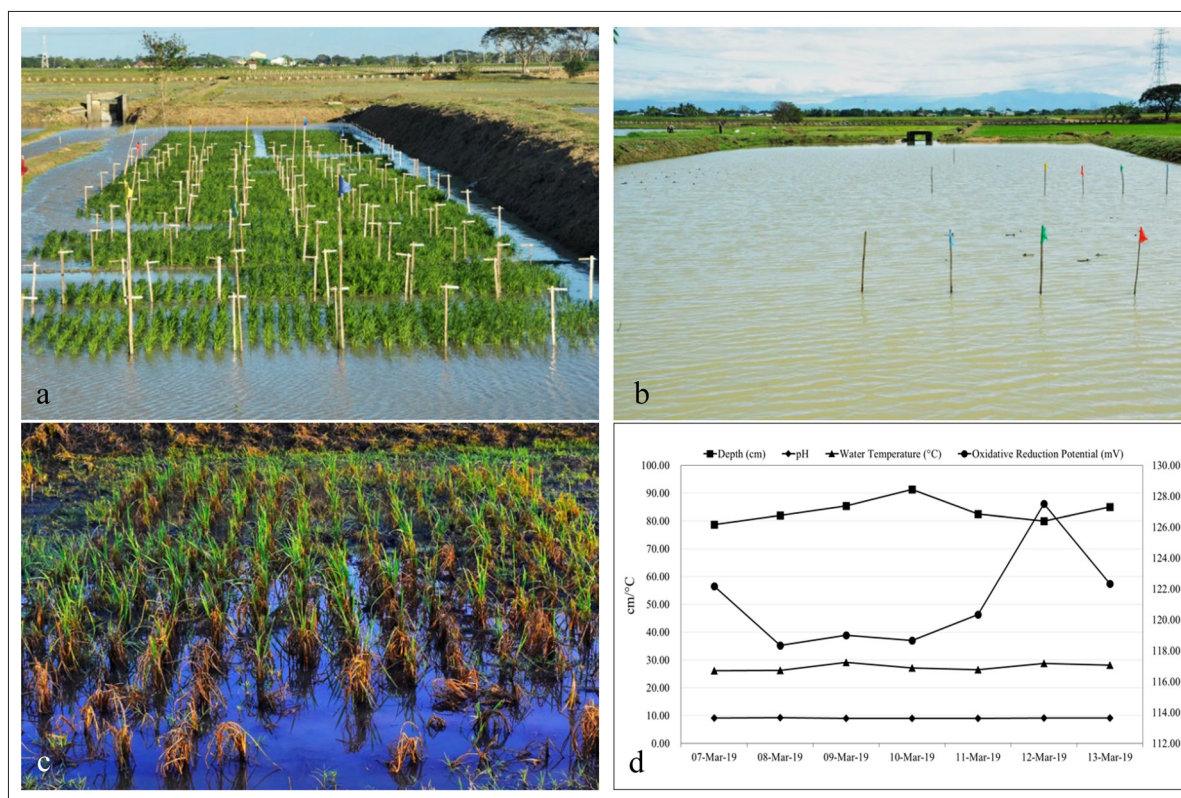 a
b
c
Depth (cm) pH Water Temperature (°C) Oxidative Reduction Potential (mV)
100.00 130.00
90.00 128.00
80.00 126.00
70.00 124.00
60.00 122.00
50.00 120.00
40.00 118.00
30.00 116.00
20.00 114.00
10.00 112.00
0.00
cm/°C
07-Mar-19 08-Mar-19 09-Mar-19 10-Mar-19 11-Mar-19 12-Mar-19 13-Mar-19
d